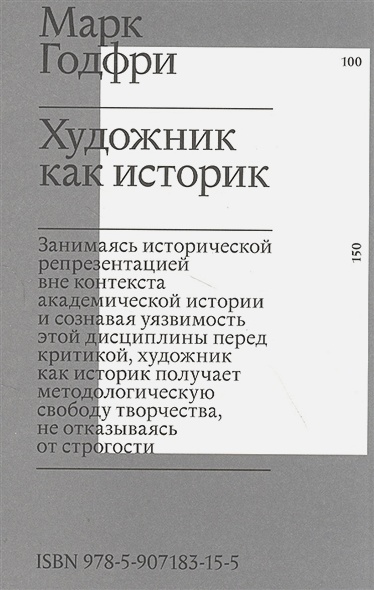 Марк
Годфри
100
Художник
как историк
Занимаясь исторической
репрезентацией
вне контекста
академической истории
и сознавая уязвимость
этой дисциплины перед
критикой, художник
как историк получает
методологическую
свободу творчества,
не отказываясь
от строгости
150
ISBN 978-5-907183-15-5